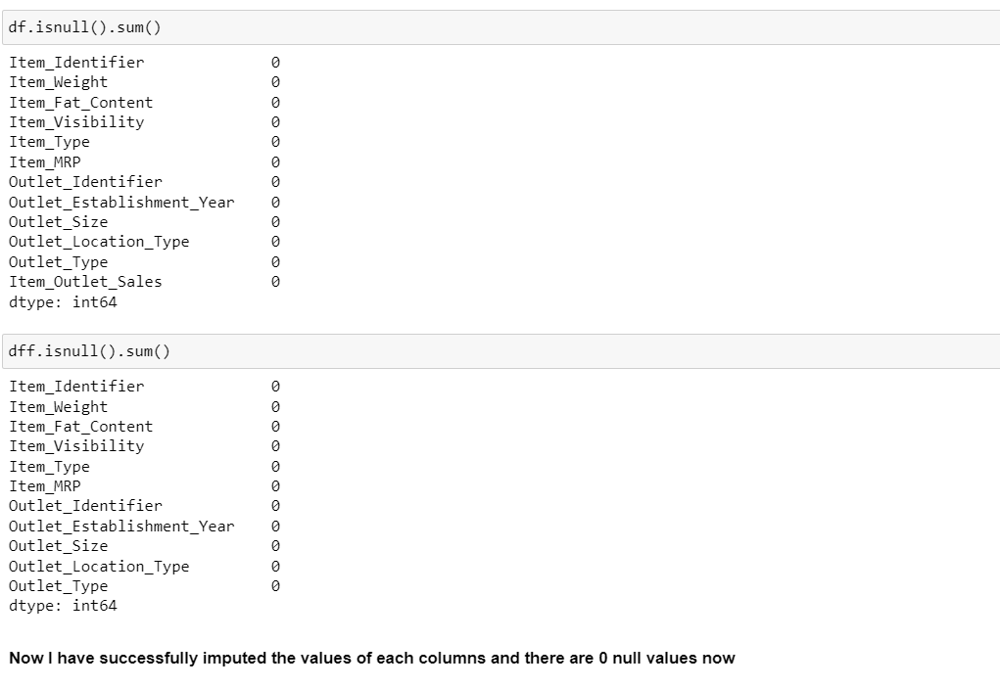 df.isnull().sum()
Item_Identifier 0
Item_Weight 0
Item_Fat_Content 0
Item_Visibility 0
Item_Type 0
Item_MRP 0
Outlet_Identifier 0
Outlet_Establishment_Year 0
Outlet_Size 0
Outlet_Location_Type 0
Outlet_Type 0
Item_Outlet_Sales 0
dtype: int64
dff.isnull().sum()
Item_Identifier 0
Item_Weight 0
Item_Fat_Content 0
Item_Visibility 0
Item_Type 0
Item_MRP 0
Outlet_Identifier 0
Outlet_Establishment_Year 0
Outlet_Size 0
Outlet_Location_Type 0
Outlet_Type 0
dtype: int64
Now I have successfully imputed the values of each columns and there are 0 null values now